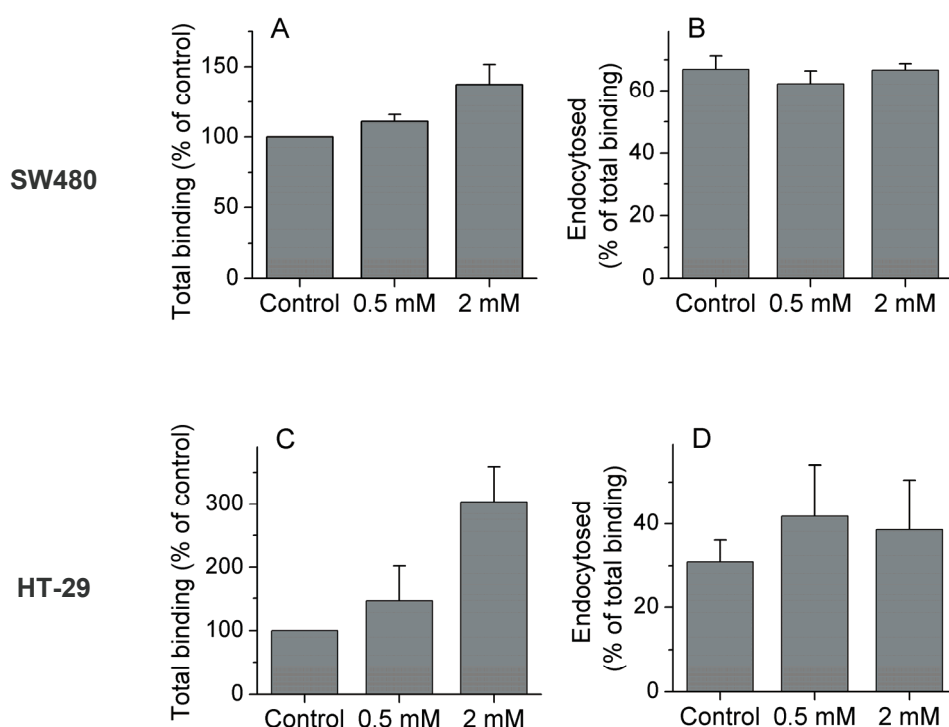 A
B
SW480
Total binding (% of control)
150
100
50
0
Control 0.5 mM 2 mM
Endocytosed
(% of total binding)
60
40
20
0
Control 0.5 mM 2 mM
C
D
HT-29
Total binding (% of control)
300
200
100
0
Control 0.5 mM 2 mM
Endocytosed
(% of total binding)
40
20
0
Control 0.5 mM 2 mM